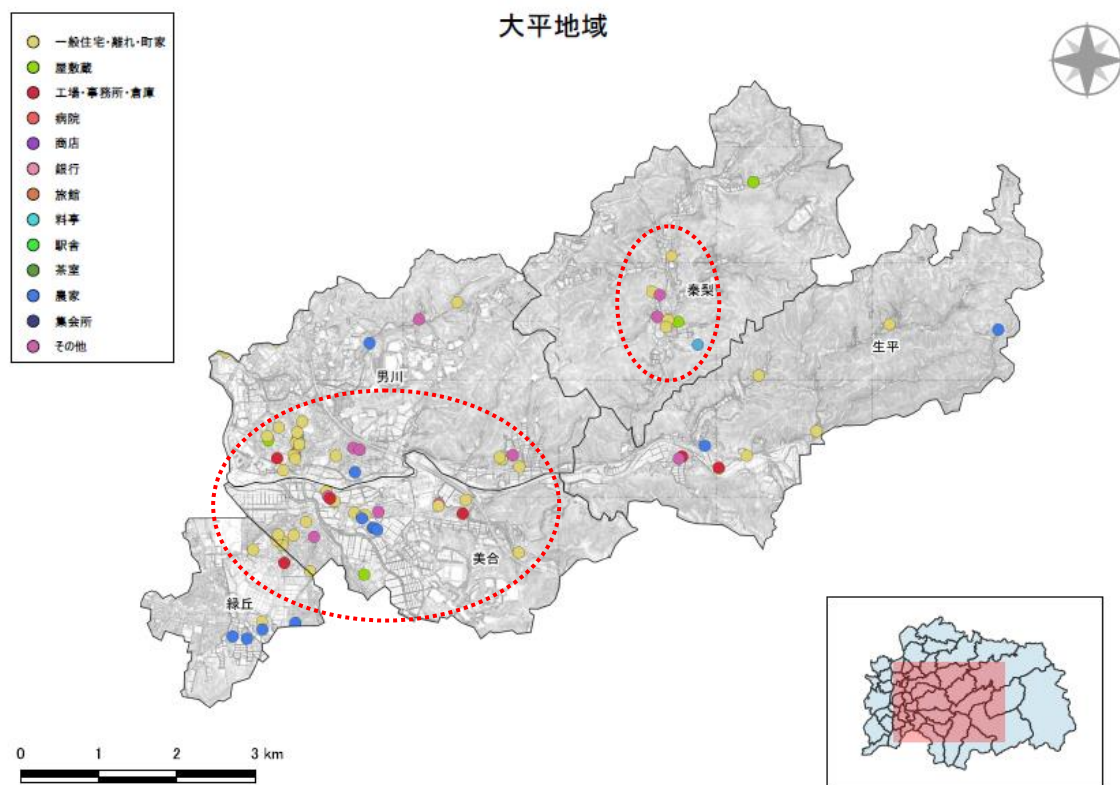 大平地域
一般住宅・離れ・町家
屋敷蔵
工場・事務所・倉庫
病院
商店
銀行
旅館
料亭
駅舎
茶室
農家
集会所
その他
秦梨
生平
男川
美合
緑丘
0 1 2 3 km